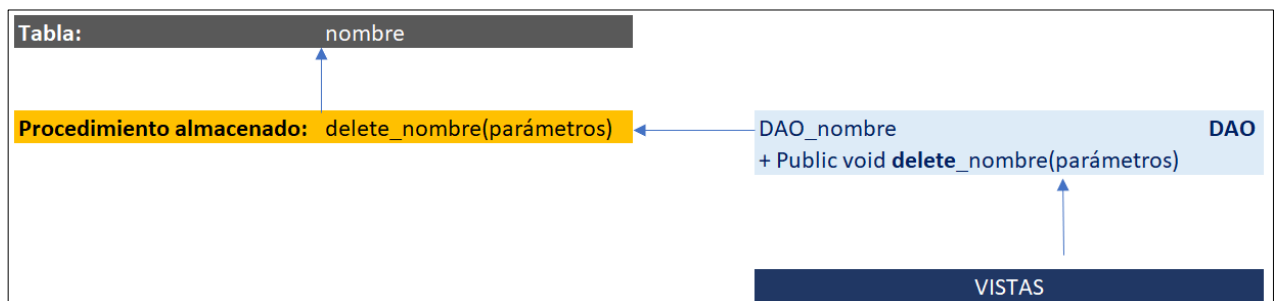 Tabla: nombre
Procedimiento almacenado: delete_nombre(parámetros)
DAO_nombre DAO
+ Public void delete_nombre(parámetros)
VISTAS